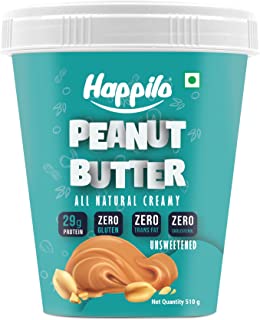 Happilo
PEANUT
BUTTER
ALL NATURAL CREAMY
29g PROTEIN
ZERO GLUTEN
ZERO TRANS FAT
ZERO CHOLESTEROL
UNSWEETENED
Net Quantity 510 g